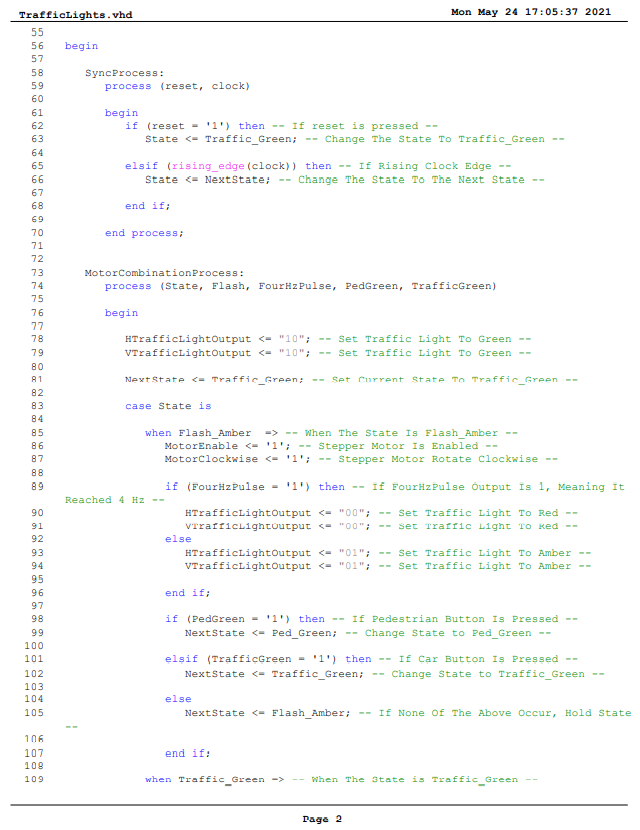 TrafficLights.vhd Mon May 24 17:05:37 2021
55
56 begin
57
58 SyncProcess:
59 process (reset, clock)
60
61 begin
62 if (reset = '1') then -- If reset is pressed --
63 State <= Traffic_Green; -- Change The State To Traffic_Green --
64
65 elsif (rising_edge(clock)) then -- If Rising Clock Edge --
66 State <= NextState; -- Change The State To The Next State --
67
68 end if;
69
70 end process;
71
72
73 MotorCombinationProcess:
74 process (State, Flash, FourHzPulse, PedGreen, TrafficGreen)
75
76 begin
77
78 HTrafficLightOutput <= "10"; -- Set Traffic Light To Green --
79 VTrafficLightOutput <= "10"; -- Set Traffic Light To Green --
80
81 NextState <= Traffic_Green; -- Set Current State To Traffic_Green --
82
83 case State is
84
85 when Flash_Amber => -- When The State Is Flash_Amber --
86 MotorEnable <= '1'; -- Stepper Motor Is Enabled --
87 MotorClockwise <= '1'; -- Stepper Motor Rotate Clockwise --
88
89 if (FourHzPulse = '1') then -- If FourHzPulse Output Is 1, Meaning It
Reached 4 Hz --
90 HTrafficLightOutput <= "00"; -- Set Traffic Light To Red --
91 VTrafficLightOutput <= "00"; -- Set Traffic Light To Red --
92 else
93 HTrafficLightOutput <= "01"; -- Set Traffic Light To Amber --
94 VTrafficLightOutput <= "01"; -- Set Traffic Light To Amber --
95
96 end if;
97
98 if (PedGreen = '1') then -- If Pedestrian Button Is Pressed --
99 NextState <= Ped_Green; -- Change State to Ped_Green --
100
101 elsif (TrafficGreen = '1') then -- If Car Button Is Pressed --
102 NextState <= Traffic_Green; -- Change State to Traffic_Green --
103
104 else
105 NextState <= Flash_Amber; -- If None Of The Above Occur, Hold State
--
106
107 end if;
108
109 when Traffic_Green => -- When The State is Traffic_Green --
Page 2